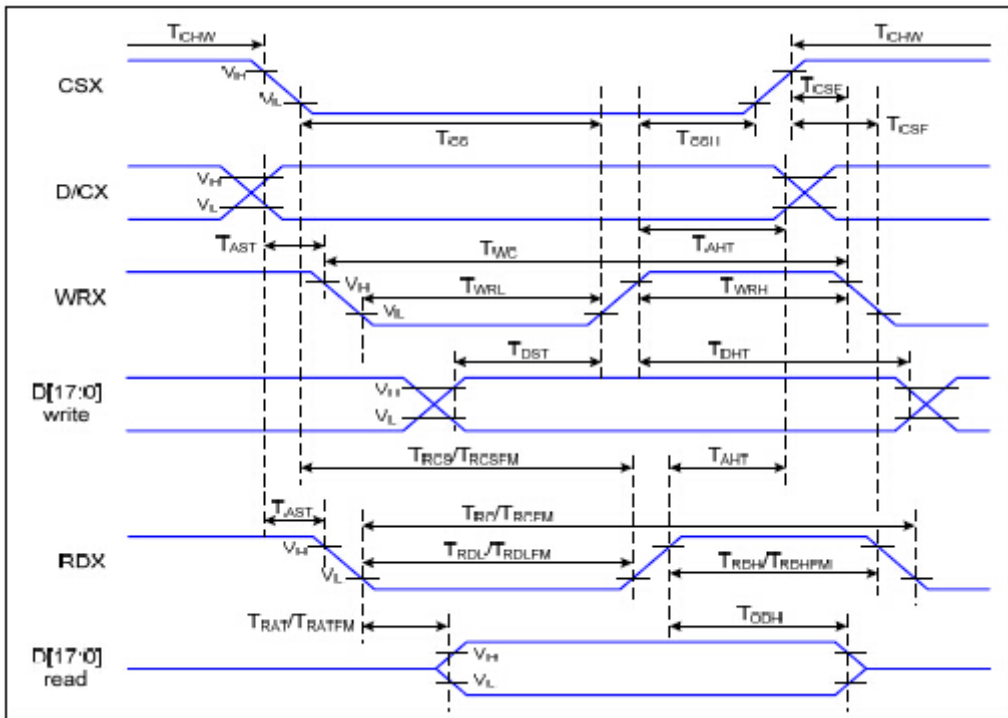 TCHW
TCHW
CSX
VIH
VIL
TCS
TCSH
TCSF
D/CX
VIH
VIL
TAST
TWC
TAHT
WRX
VIH
VIL
TWRL
TWRH
D[17:0]
write
VIH
VIL
TDST
TDHT
TRCS/TRCSFM
TAHT
TAST
TRC/TRCFM
RDX
VIH
VIL
TRDL/TRDLFM
TRDH/TRDHFM
TRAT/TRATFM
TODH
D[17:0]
read
VIH
VIL